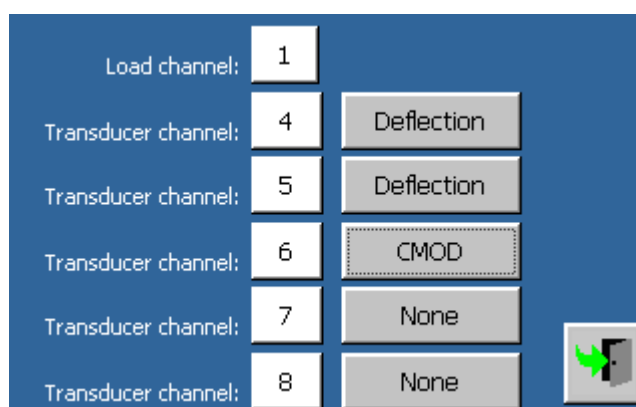 Load channel: 1
Transducer channel: 4 Deflection
Transducer channel: 5 Deflection
Transducer channel: 6 CMOD
Transducer channel: 7 None
Transducer channel: 8 None